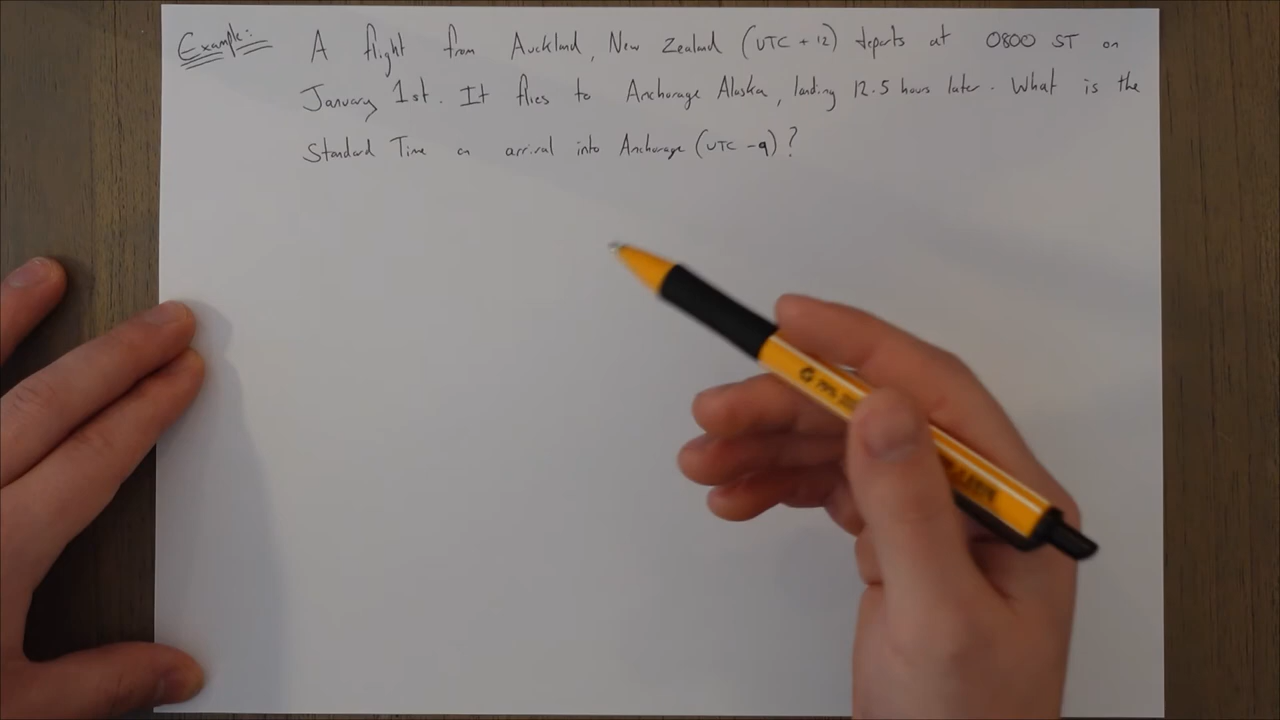 Example: A flight from Auckland, New Zealand (UTC + 12) departs at 0800 ST on
January 1st. It flies to Anchorage Alaska, landing 12.5 hours later. What is the
Standard Time on arrival into Anchorage (UTC - 9)?